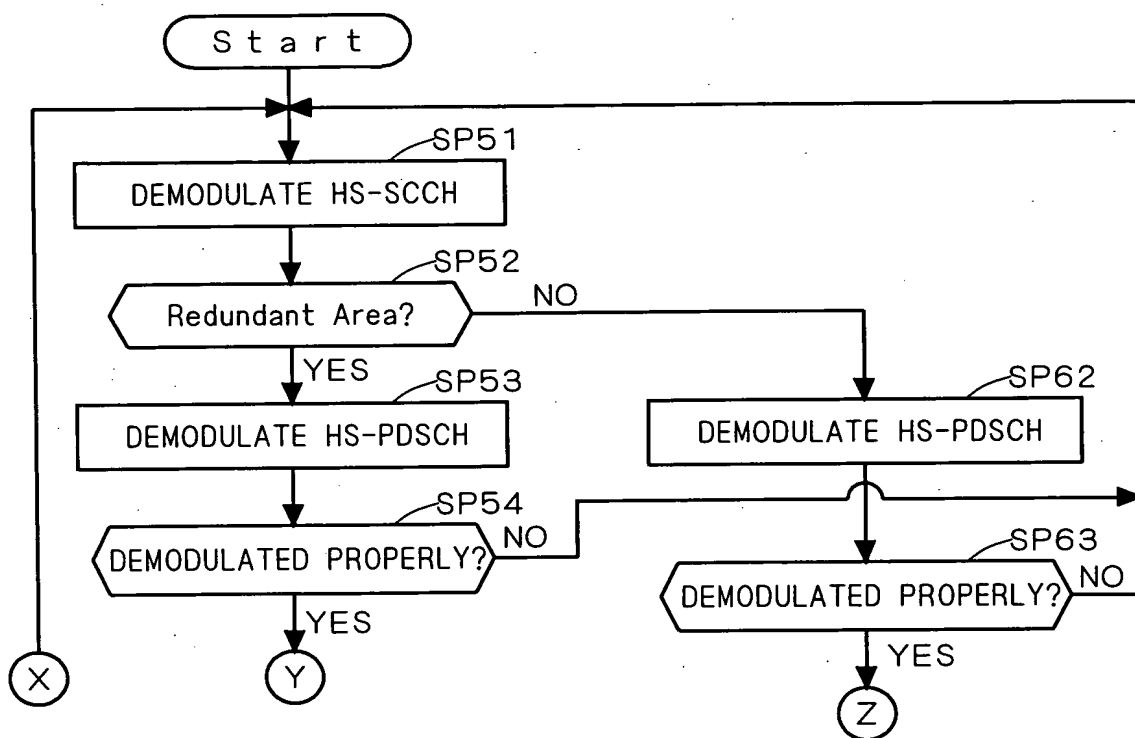 Start
SP51
DEMODULATE HS-SCCH
SP52
Redundant Area?
NO
YES
SP53
DEMODULATE HS-PDSCH
SP62
DEMODULATE HS-PDSCH
SP54
DEMODULATED PROPERLY?
NO
SP63
DEMODULATED PROPERLY?
NO
YES
YES
X
Y
Z